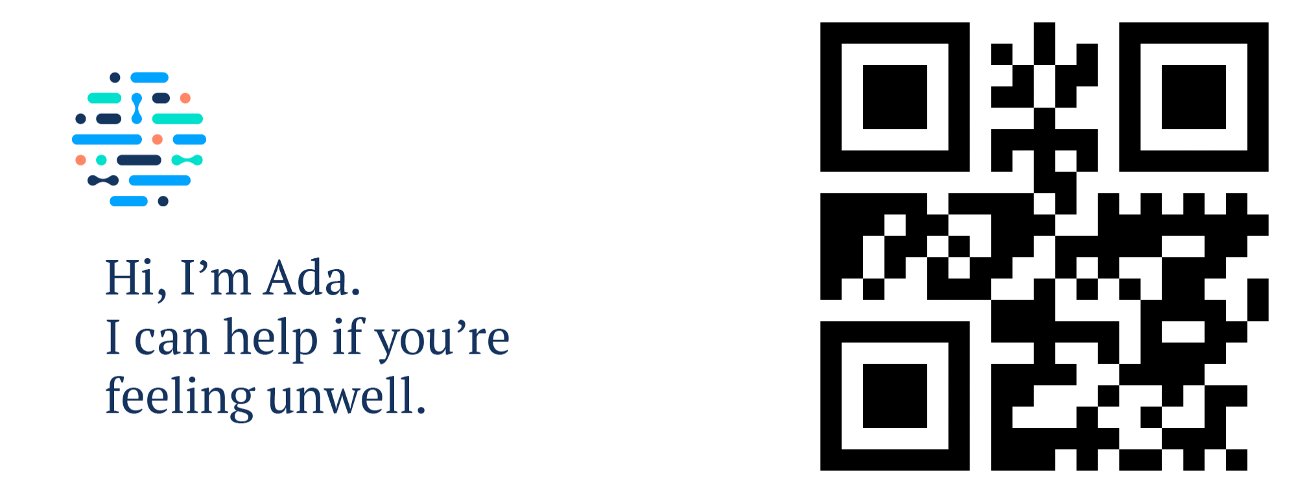 Hi, I’m Ada.
I can help if you’re
feeling unwell.